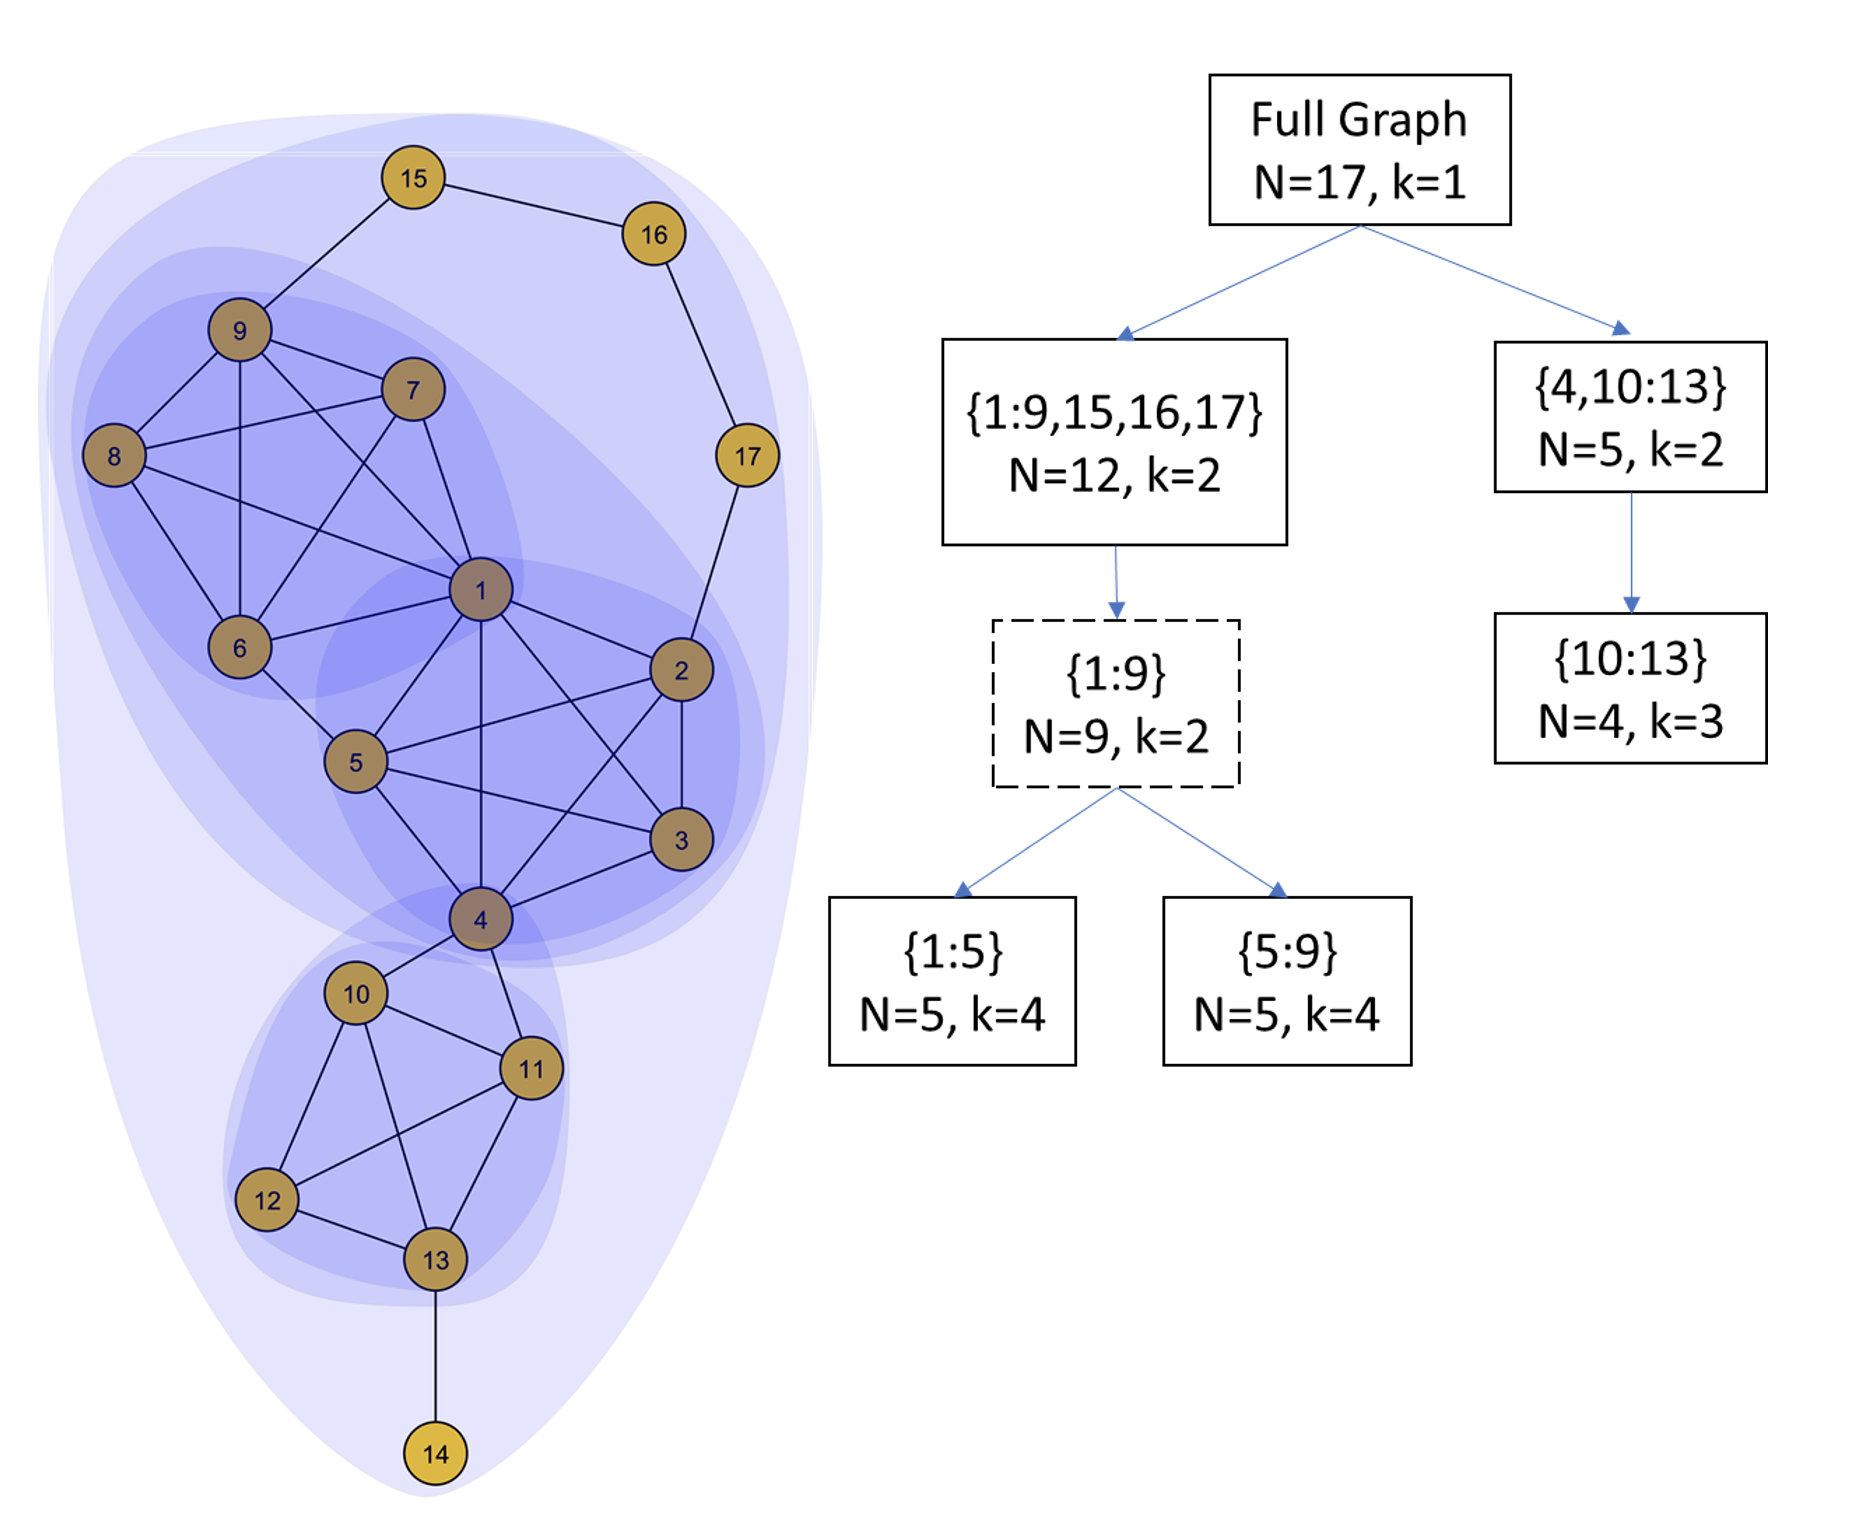 15
16
9
7
8
17
1
6
2
5
3
4
10
11
12
13
14
Full Graph
N=17, k=1
{1:9,15,16,17}
N=12, k=2
{4,10:13}
N=5, k=2
{1:9}
N=9, k=2
{10:13}
N=4, k=3
{1:5}
N=5, k=4
{5:9}
N=5, k=4